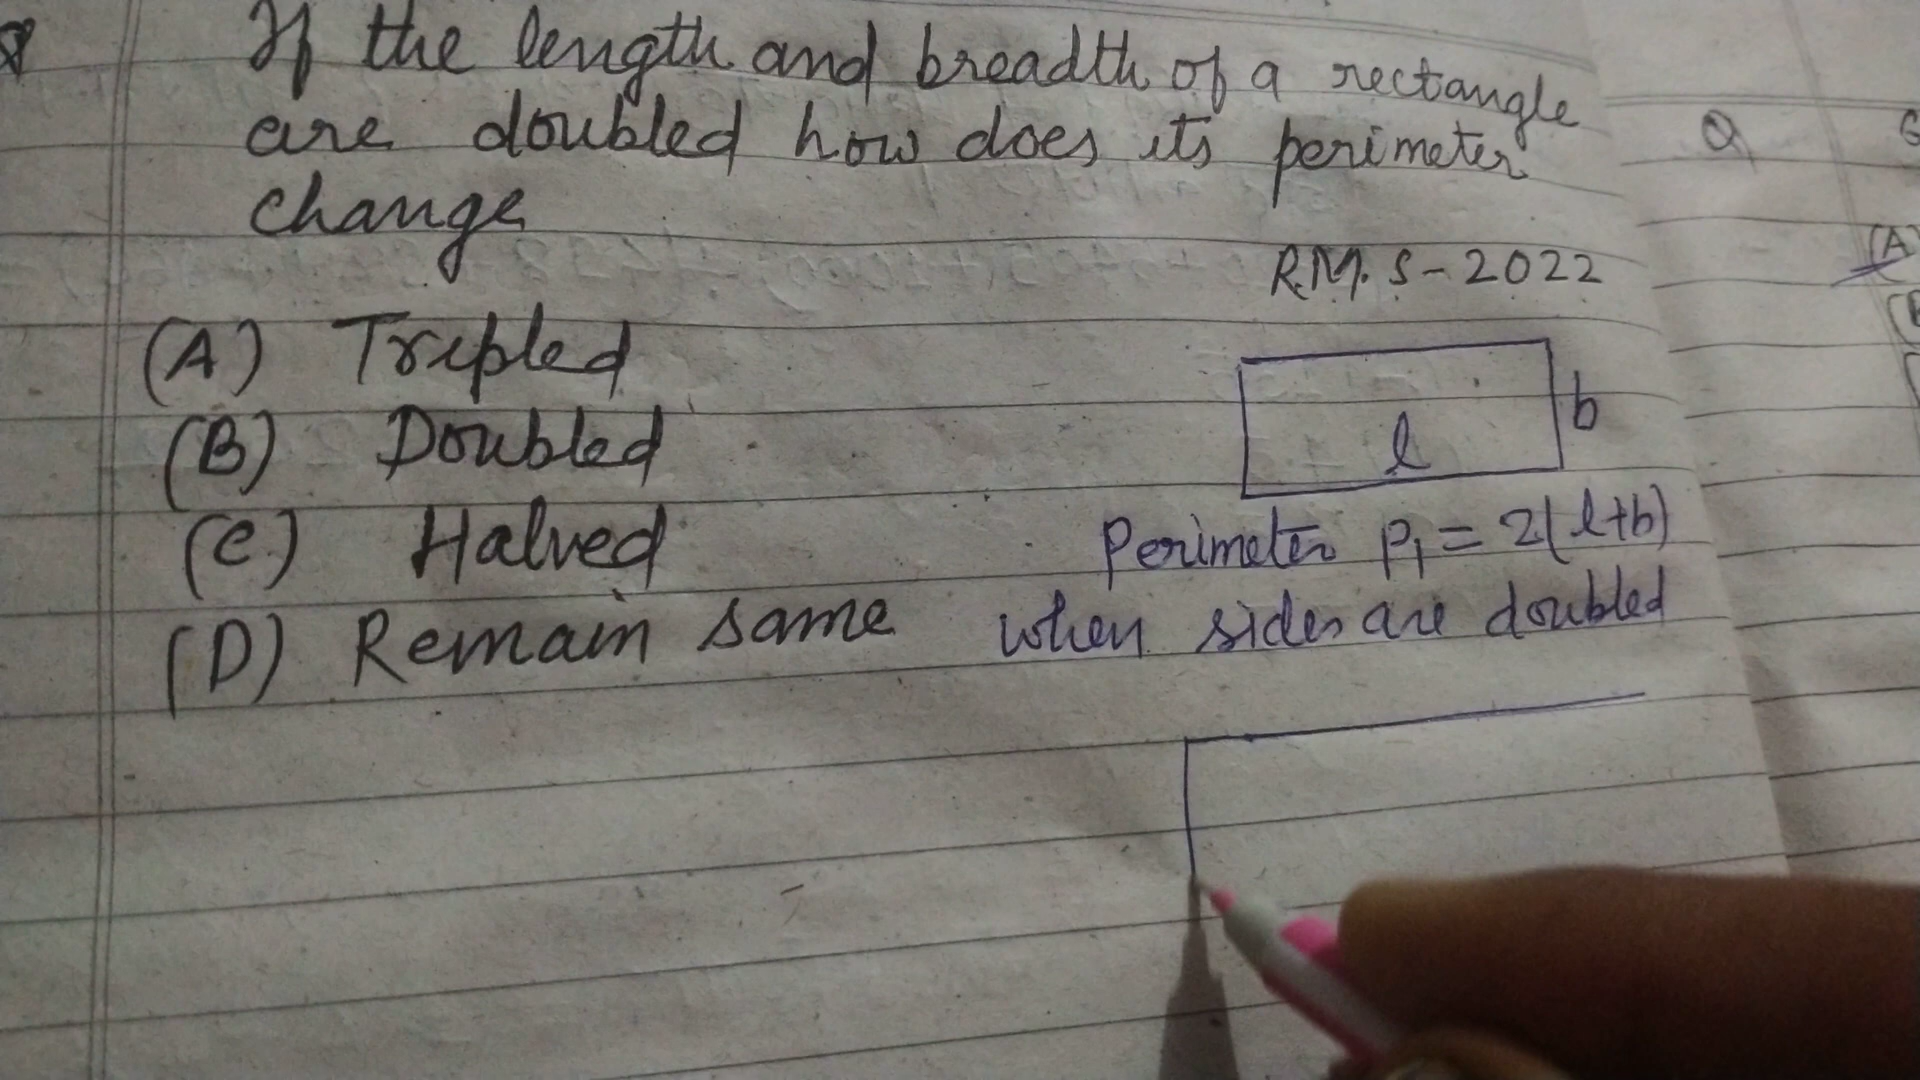 If the length and breadth of a rectangle
are doubled how does its perimeter
change
R.M.S-2022
(A) Tripled
(B) Doubled
(C) Halved
(D) Remain same
b
l
Perimeter P₁ = 2(l+b)
when sides are doubled
Q
(A)